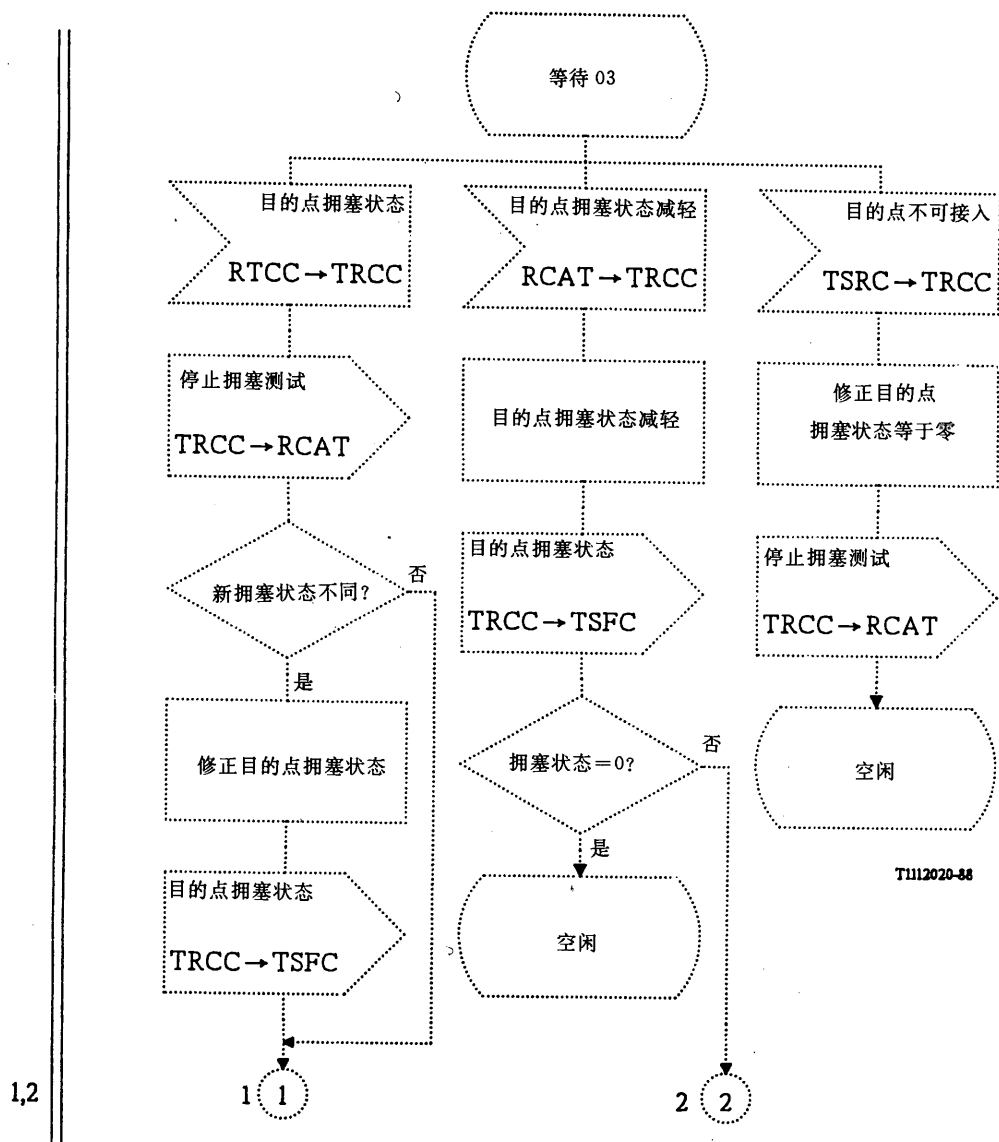 等待 03
目的点拥塞状态
RTCC→TRCC
停止拥塞测试
TRCC→RCAT
新拥塞状态不同?
否
是
修正目的点拥塞状态
目的点拥塞状态
TRCC→TSFC
1
1
目的点拥塞状态减轻
RCAT→TRCC
目的点拥塞状态减轻
目的点拥塞状态
TRCC→TSFC
拥塞状态=0?
否
是
空闲
2
2
目的点不可接入
TSRC→TRCC
修正目的点
拥塞状态等于零
停止拥塞测试
TRCC→RCAT
空闲
T1112020-88
1,2